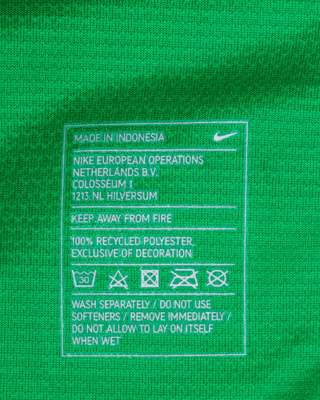 MADE IN INDONESIA
NIKE EUROPEAN OPERATIONS
NETHERLANDS B.V.
COLOSSEUM 1
1213 NL HILVERSUM
KEEP AWAY FROM FIRE
100% RECYCLED POLYESTER,
EXCLUSIVE OF DECORATION
30
WASH SEPARATELY / DO NOT USE
SOFTENERS / REMOVE IMMEDIATELY /
DO NOT ALLOW TO LAY ON ITSELF
WHEN WET